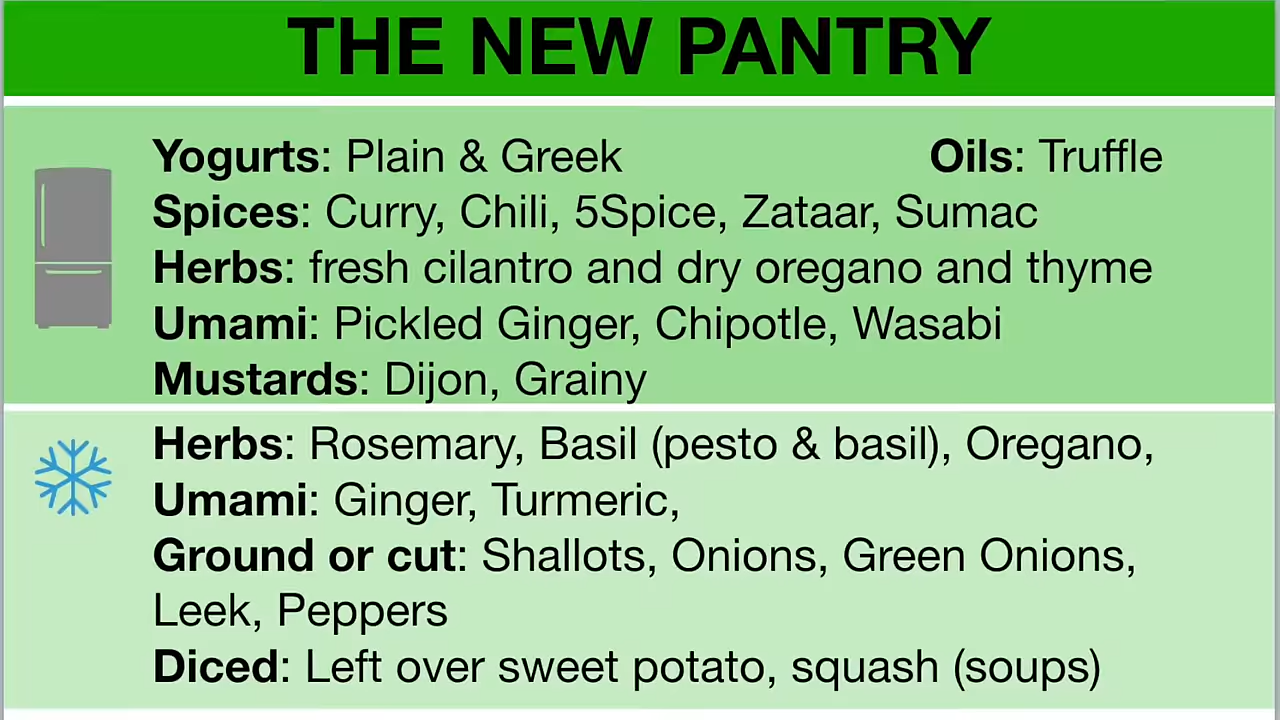 THE NEW PANTRY
Yogurts: Plain & Greek Oils: Truffle
Spices: Curry, Chili, 5Spice, Zataar, Sumac
Herbs: fresh cilantro and dry oregano and thyme
Umami: Pickled Ginger, Chipotle, Wasabi
Mustards: Dijon, Grainy
Herbs: Rosemary, Basil (pesto & basil), Oregano,
Umami: Ginger, Turmeric,
Ground or cut: Shallots, Onions, Green Onions,
Leek, Peppers
Diced: Left over sweet potato, squash (soups)